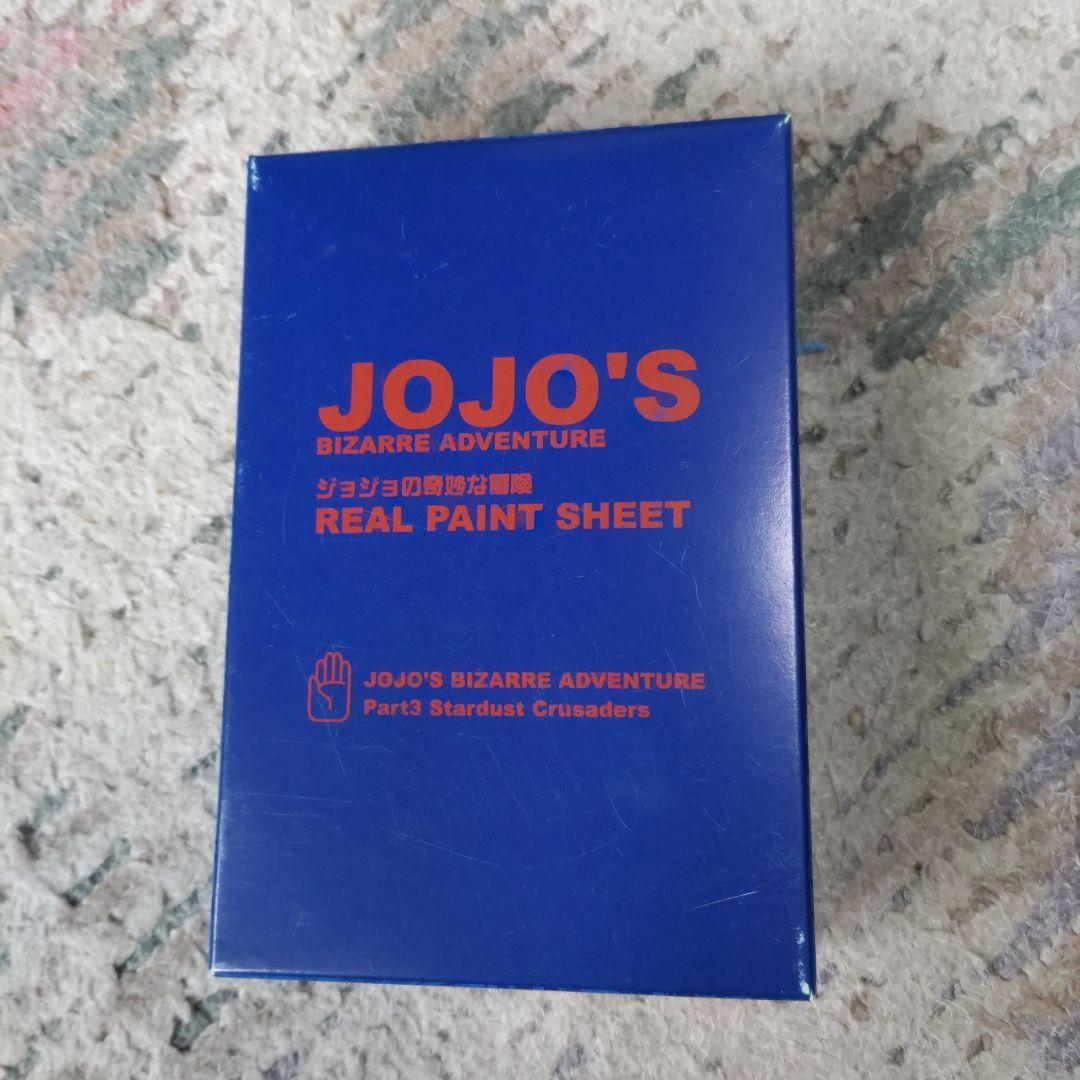 JOJO'S
BIZARRE ADVENTURE
ジョジョの奇妙な冒険
REAL PAINT SHEET
JOJO'S BIZARRE ADVENTURE
Part3 Stardust Crusaders